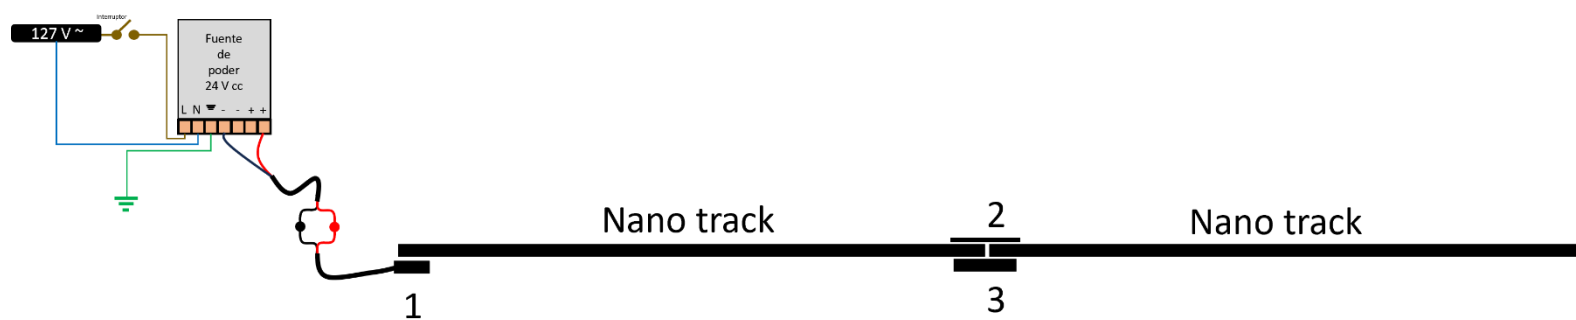 Interruptor
127 V ~
Fuente
de
poder
24 V cc
L N - - + +
Nano track
2
Nano track
1
3